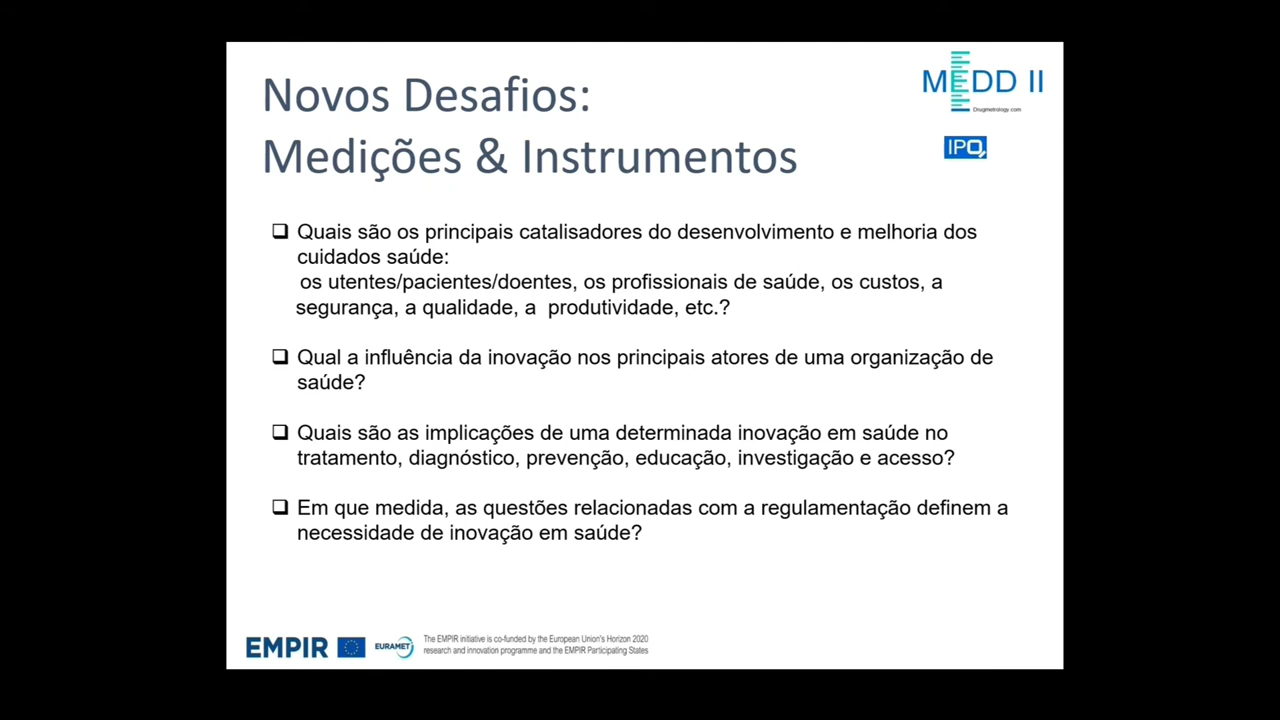 Novos Desafios:
Medições & Instrumentos
MEDD II
Drugmetrology.com
IPQ
Quais são os principais catalisadores do desenvolvimento e melhoria dos
cuidados saúde:
os utentes/pacientes/doentes, os profissionais de saúde, os custos, a
segurança, a qualidade, a produtividade, etc.?
Qual a influência da inovação nos principais atores de uma organização de
saúde?
Quais são as implicações de uma determinada inovação em saúde no
tratamento, diagnóstico, prevenção, educação, investigação e acesso?
Em que medida, as questões relacionadas com a regulamentação definem a
necessidade de inovação em saúde?
EMPIR
EURAMET
The EMPIR initiative is co-funded by the European Union's Horizon 2020
research and innovation programme and the EMPIR Participating States